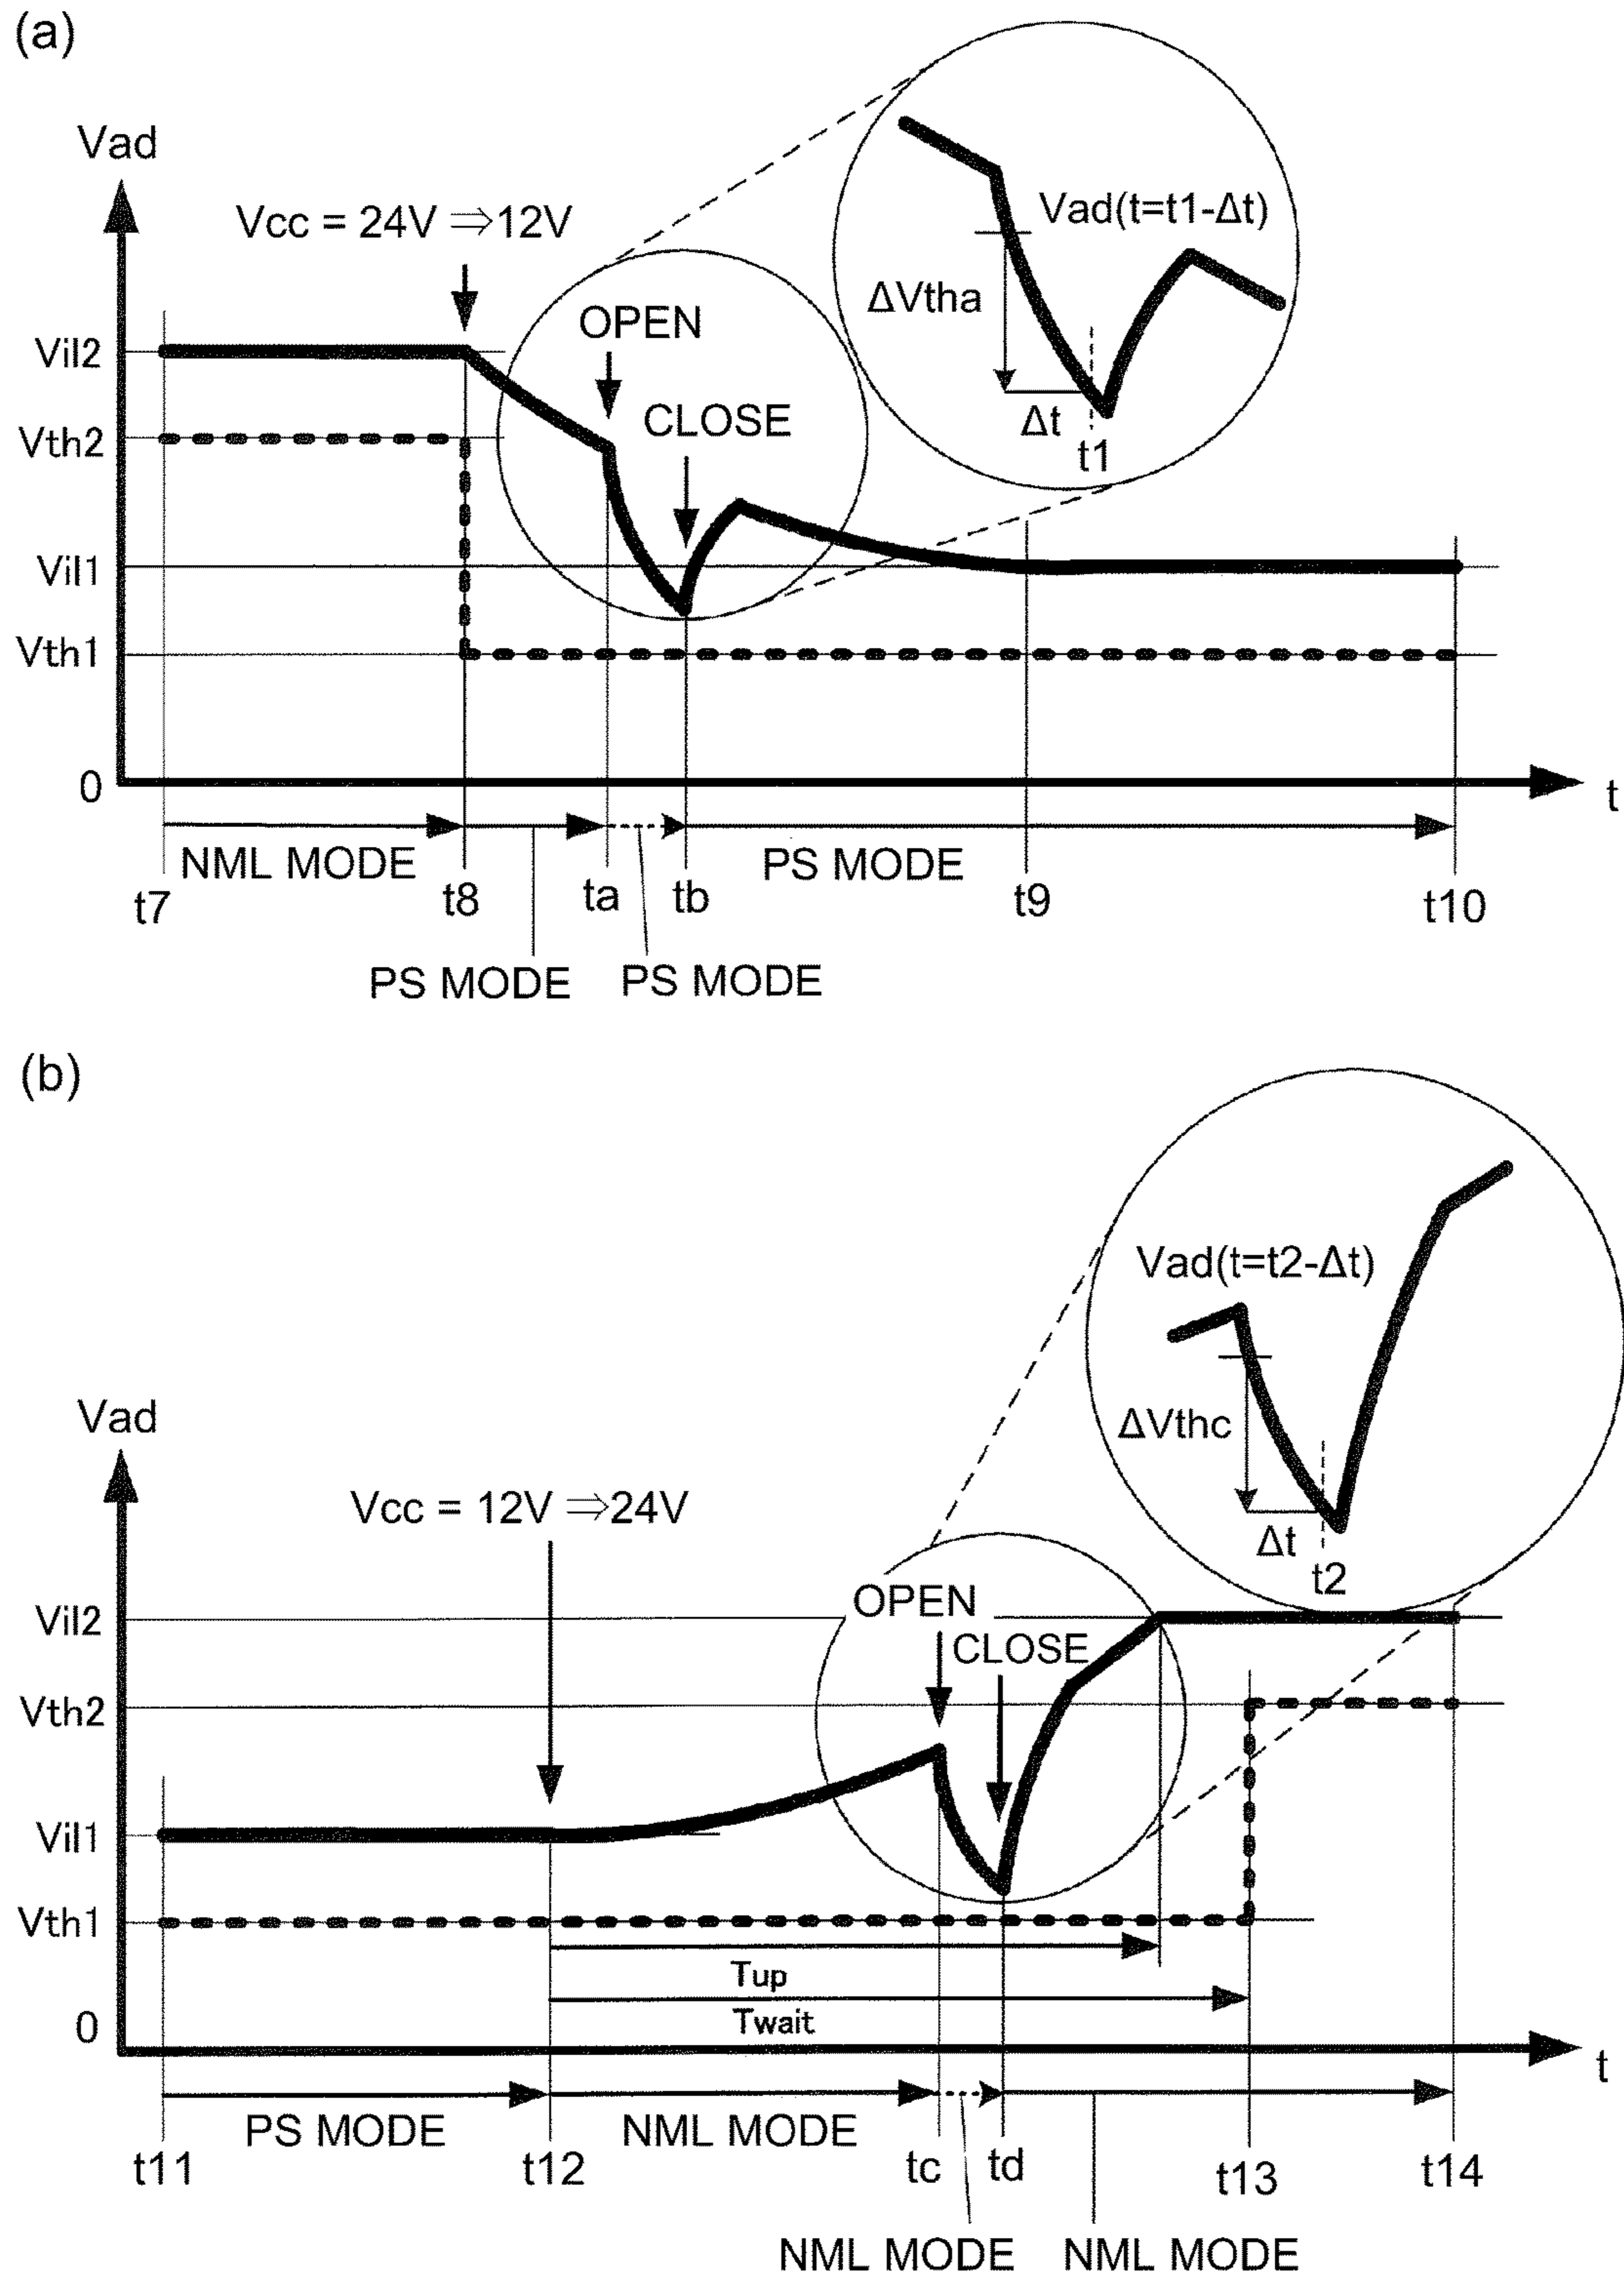 (a)
Vad
Vcc = 24V ⇒12V
Vad(t=t1-Δt)
ΔVtha
Δt
t1
OPEN
CLOSE
Vil2
Vth2
Vil1
Vth1
0
t
NML MODE
PS MODE
t7
t8
ta
tb
t9
t10
PS MODE
PS MODE
(b)
Vad
Vcc = 12V ⇒24V
Vad(t=t2-Δt)
ΔVthc
Δt
t2
OPEN
CLOSE
Vil2
Vth2
Vil1
Vth1
Tup
Twait
0
t
PS MODE
NML MODE
t11
t12
tc
td
t13
t14
NML MODE
NML MODE